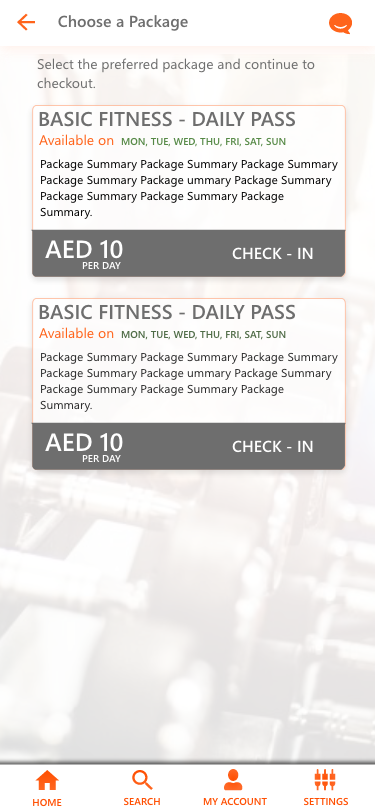 Choose a Package
Select the preferred package and continue to
checkout.
BASIC FITNESS - DAILY PASS
Available on MON, TUE, WED, THU, FRI, SAT, SUN
Package Summary Package Summary Package Summary
Package Summary Package ummary Package Summary
Package Summary Package Summary Package
Summary.
AED 10
PER DAY
CHECK - IN
BASIC FITNESS - DAILY PASS
Available on MON, TUE, WED, THU, FRI, SAT, SUN
Package Summary Package Summary Package Summary
Package Summary Package ummary Package Summary
Package Summary Package Summary Package
Summary.
AED 10
PER DAY
CHECK - IN
HOME
SEARCH
MY ACCOUNT
SETTINGS